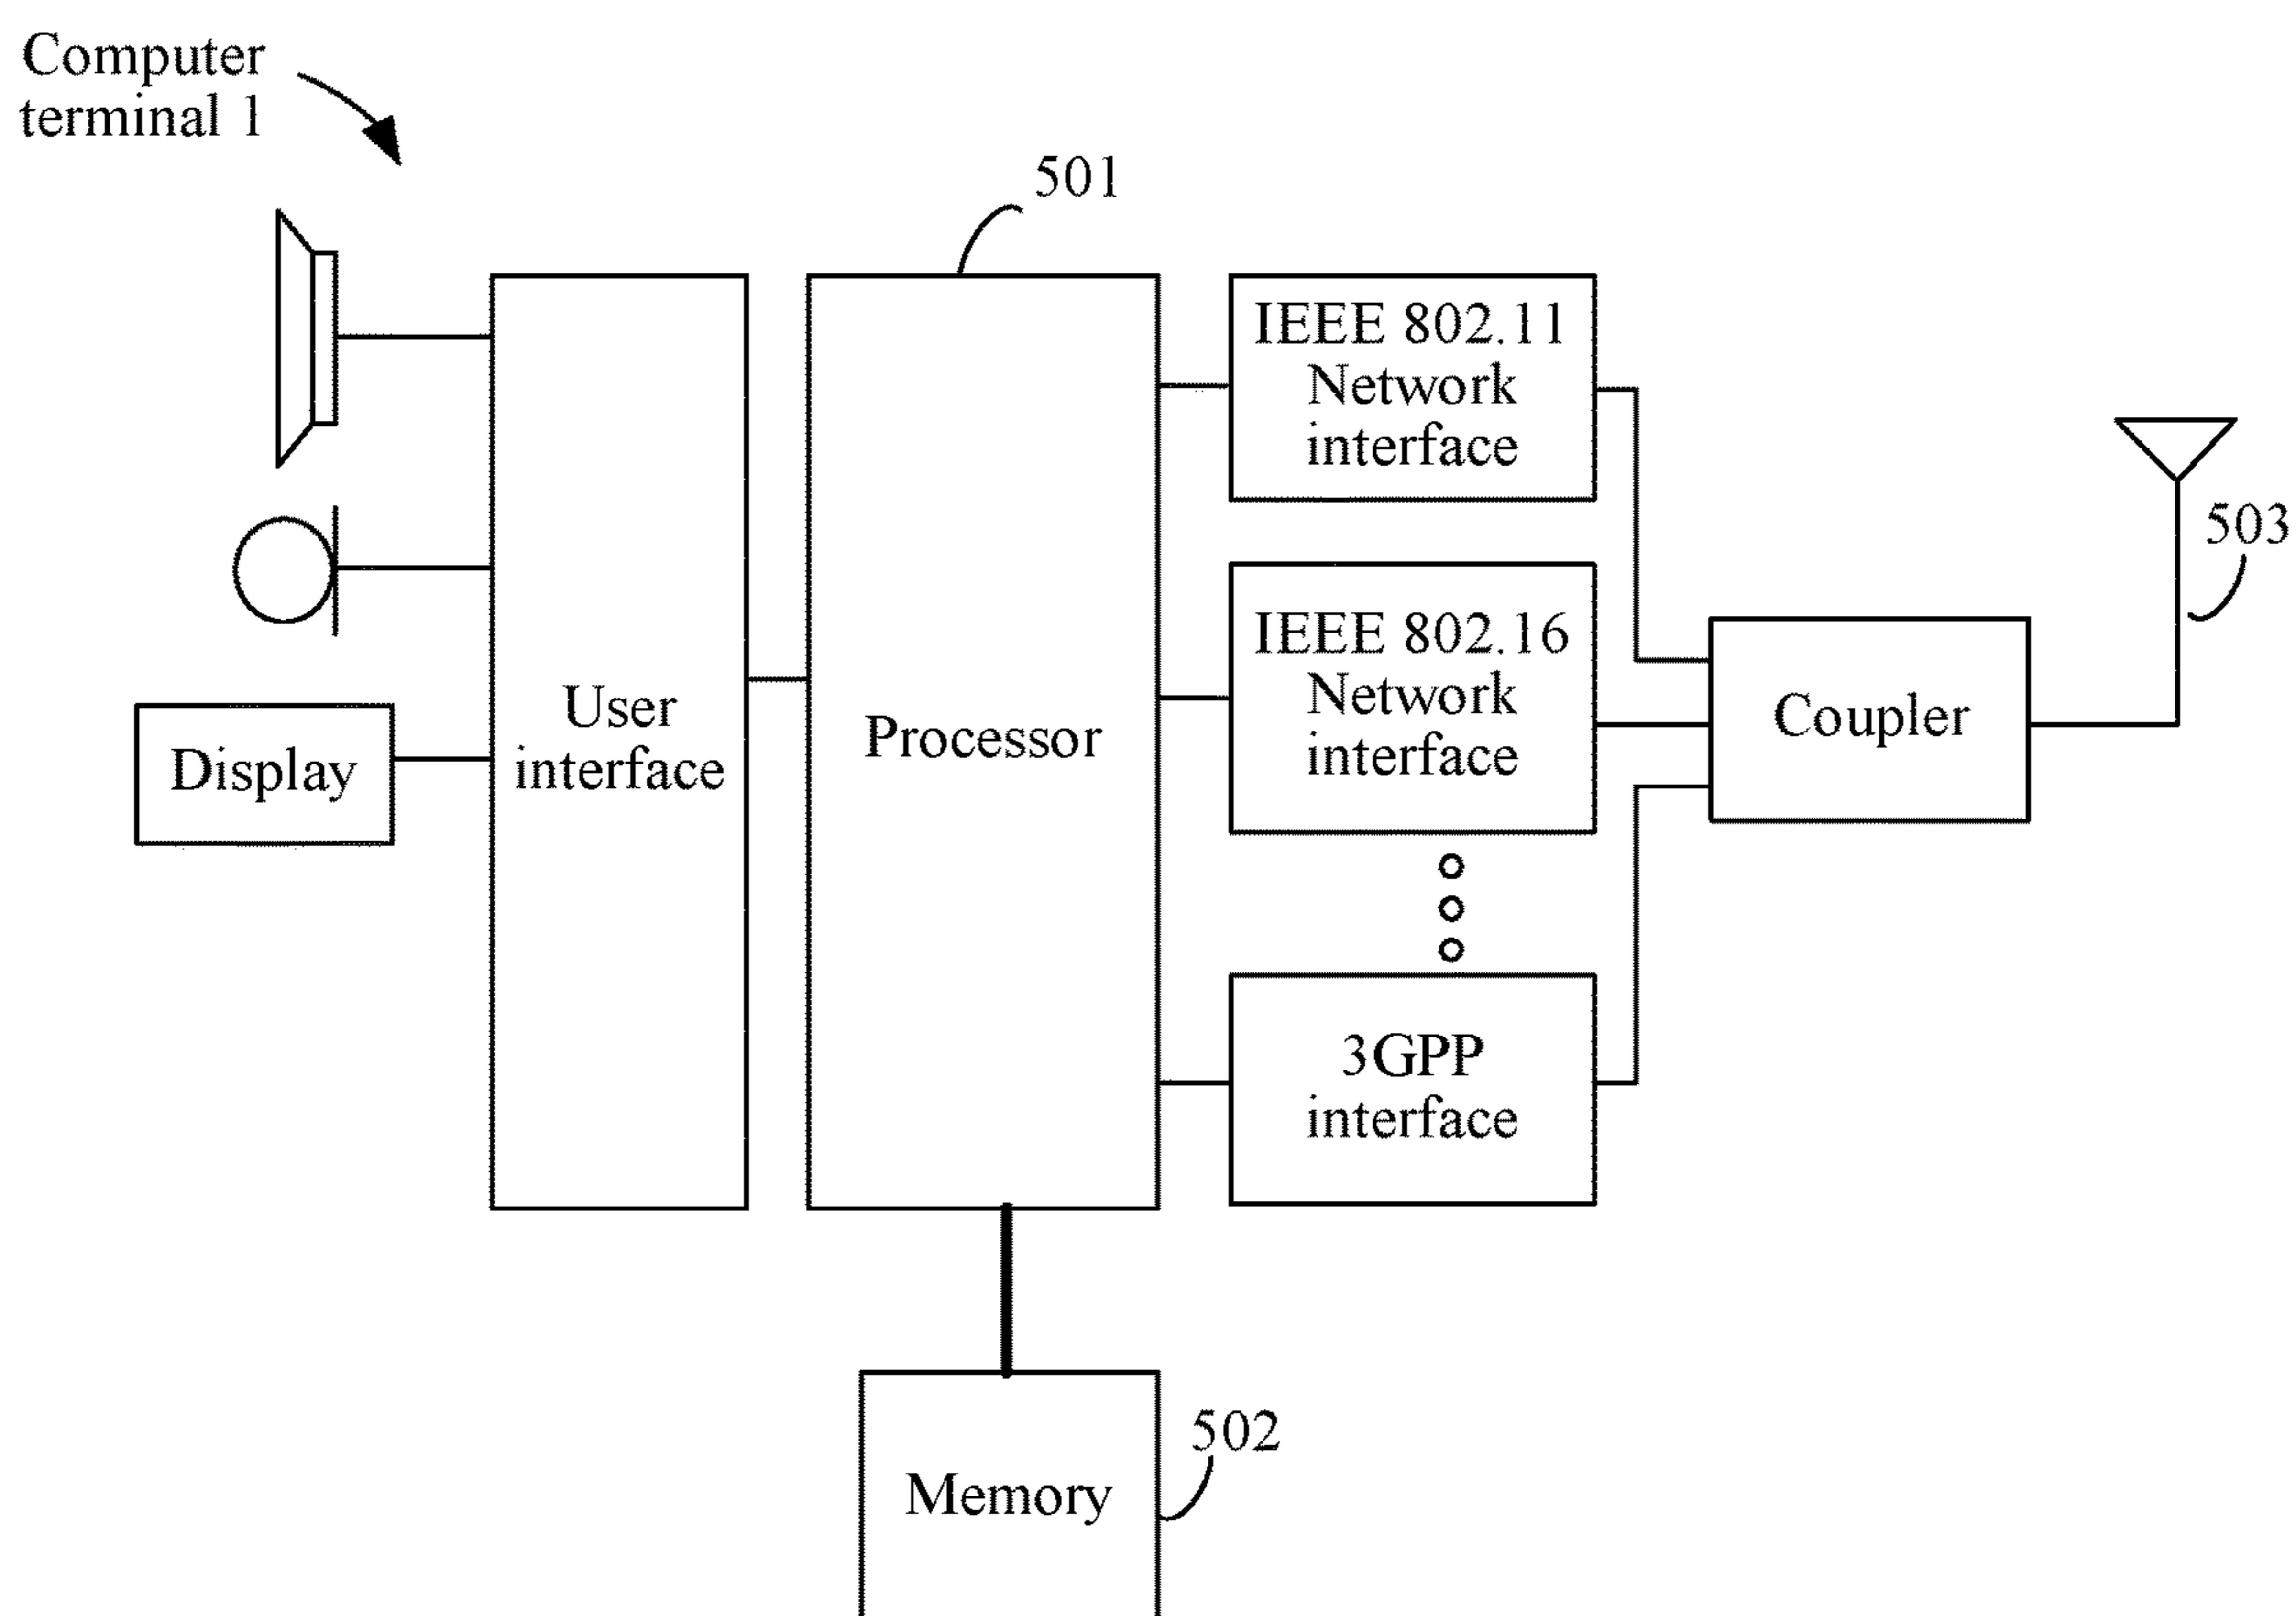 Computer
terminal 1
501
IEEE 802.11
Network
interface
503
IEEE 802.16
Network
interface
Coupler
User
interface
Processor
Display
3GPP
interface
502
Memory